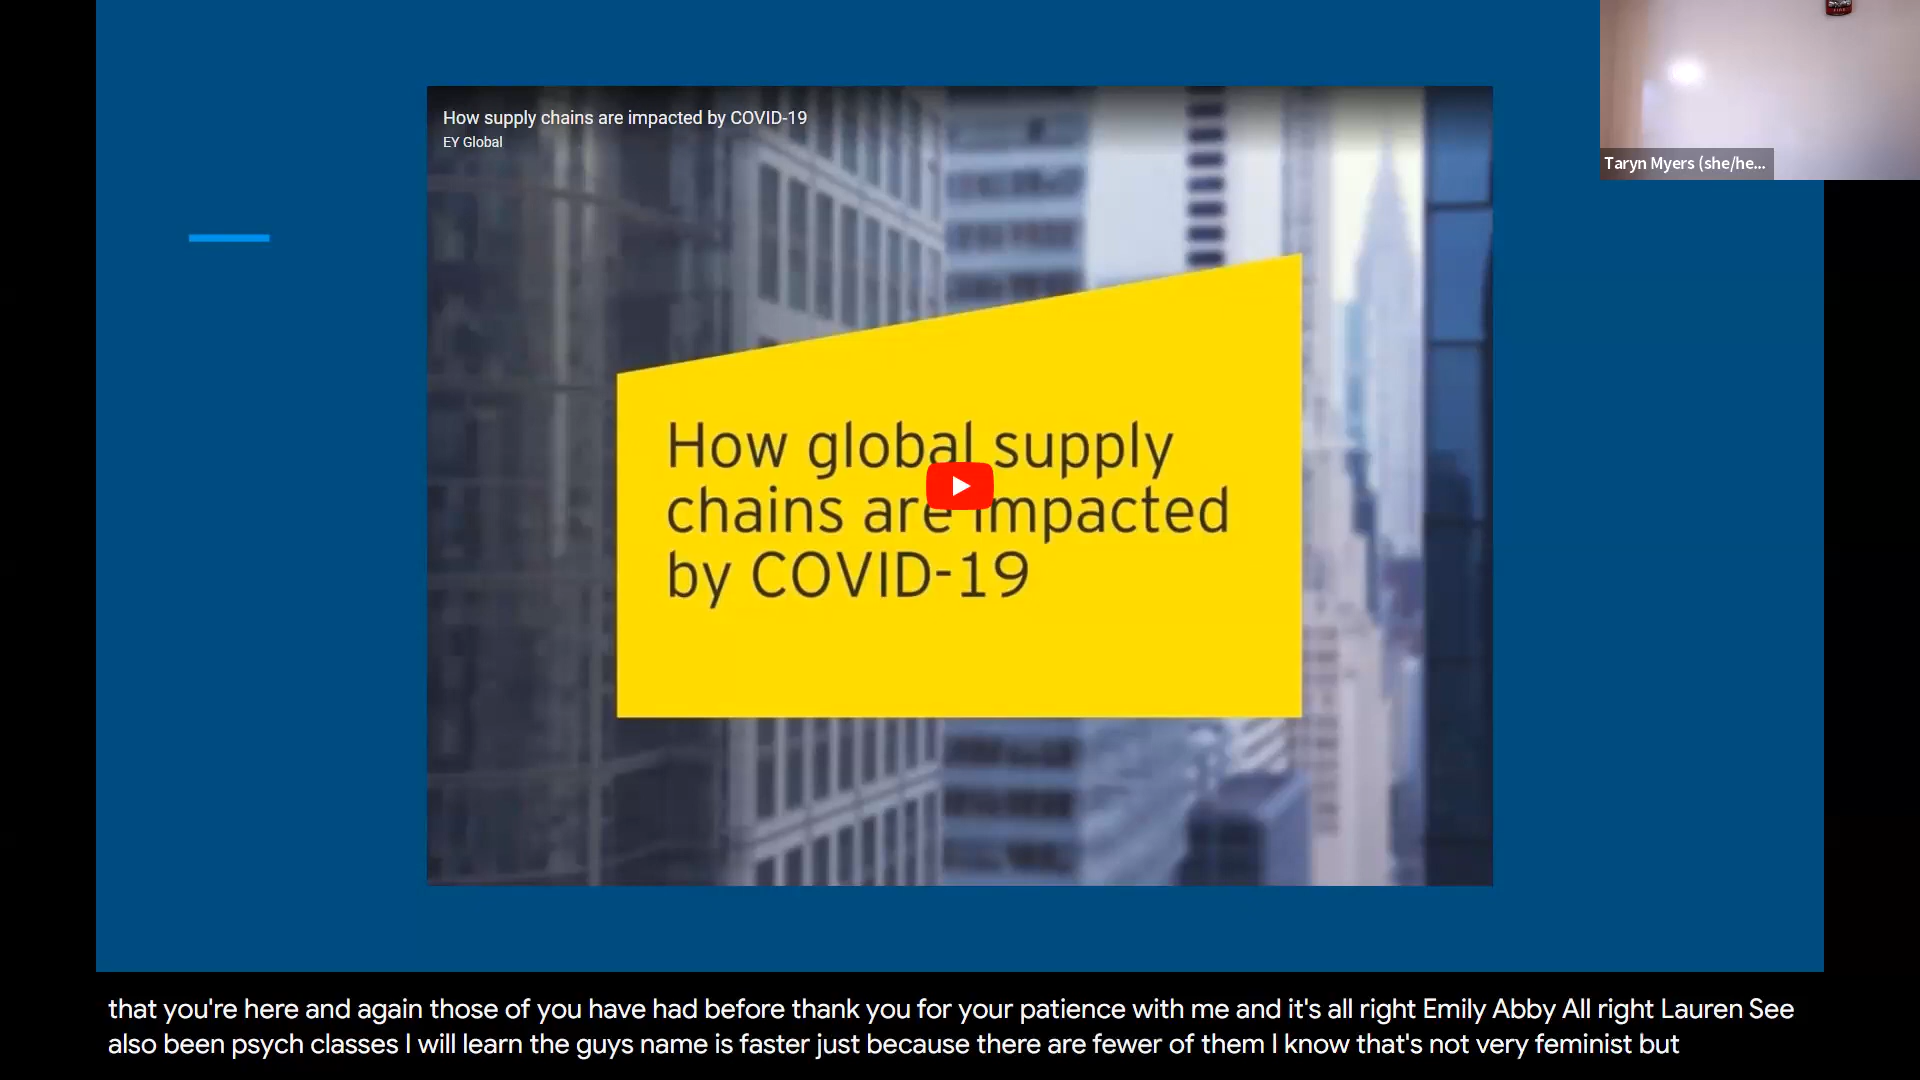 How supply chains are impacted by COVID-19
EY Global
Taryn Myers (she/he...
How global supply
chains are impacted
by COVID-19
that you're here and again those of you have had before thank you for your patience with me and it's all right Emily Abby All right Lauren See
also been psych classes I will learn the guys name is faster just because there are fewer of them I know that's not very feminist but